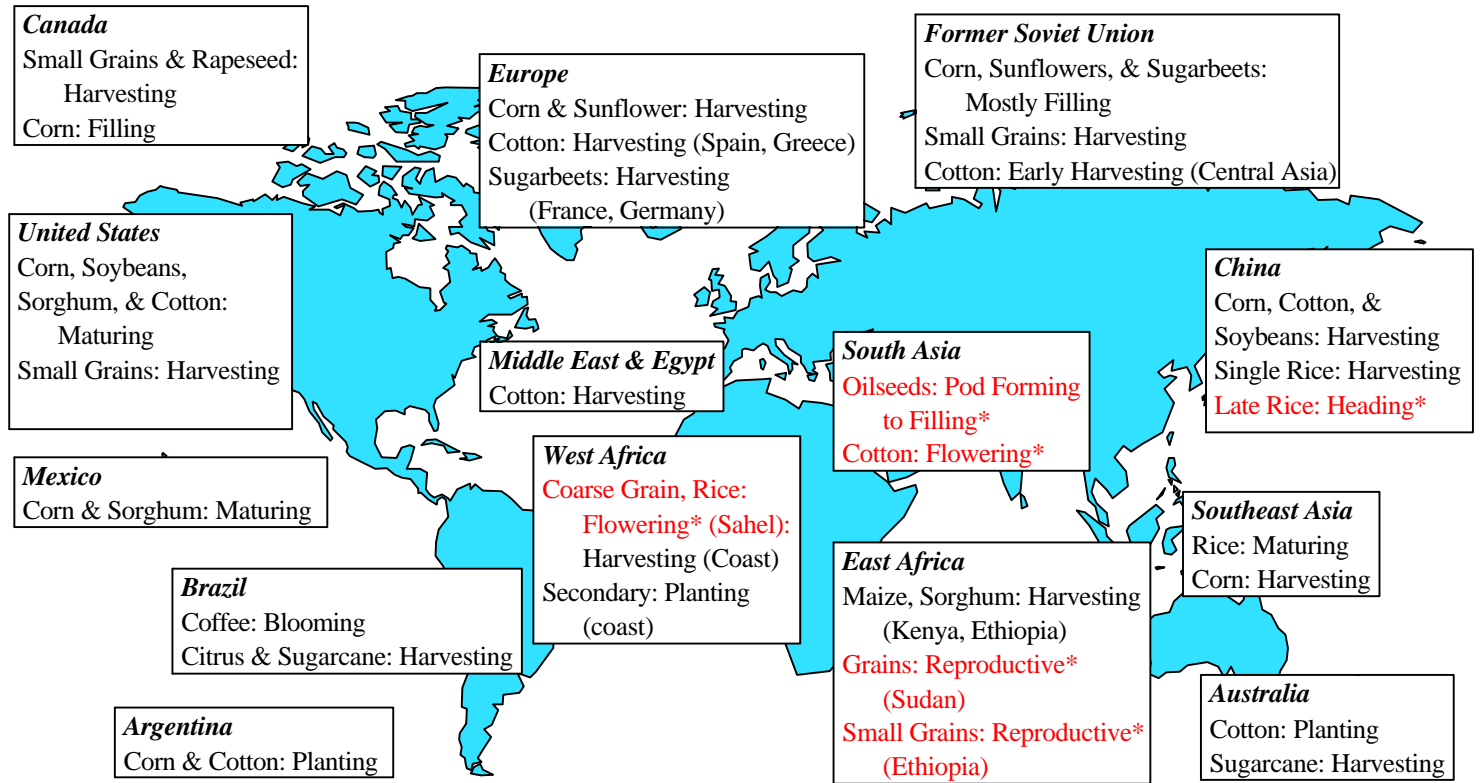 Canada
Small Grains & Rapeseed:
Harvesting
Corn: Filling
Europe
Corn & Sunflower: Harvesting
Cotton: Harvesting (Spain, Greece)
Sugarbeets: Harvesting
(France, Germany)
Former Soviet Union
Corn, Sunflowers, & Sugarbeets:
Mostly Filling
Small Grains: Harvesting
Cotton: Early Harvesting (Central Asia)
United States
Corn, Soybeans,
Sorghum, & Cotton:
Maturing
Small Grains: Harvesting
Middle East & Egypt
Cotton: Harvesting
South Asia
Oilseeds: Pod Forming
to Filling*
Cotton: Flowering*
China
Corn, Cotton, &
Soybeans: Harvesting
Single Rice: Harvesting
Late Rice: Heading*
Mexico
Corn & Sorghum: Maturing
West Africa
Coarse Grain, Rice:
Flowering* (Sahel):
Harvesting (Coast)
Secondary: Planting
(coast)
East Africa
Maize, Sorghum: Harvesting
(Kenya, Ethiopia)
Grains: Reproductive*
(Sudan)
Small Grains: Reproductive*
(Ethiopia)
Southeast Asia
Rice: Maturing
Corn: Harvesting
Brazil
Coffee: Blooming
Citrus & Sugarcane: Harvesting
Argentina
Corn & Cotton: Planting
Australia
Cotton: Planting
Sugarcane: Harvesting